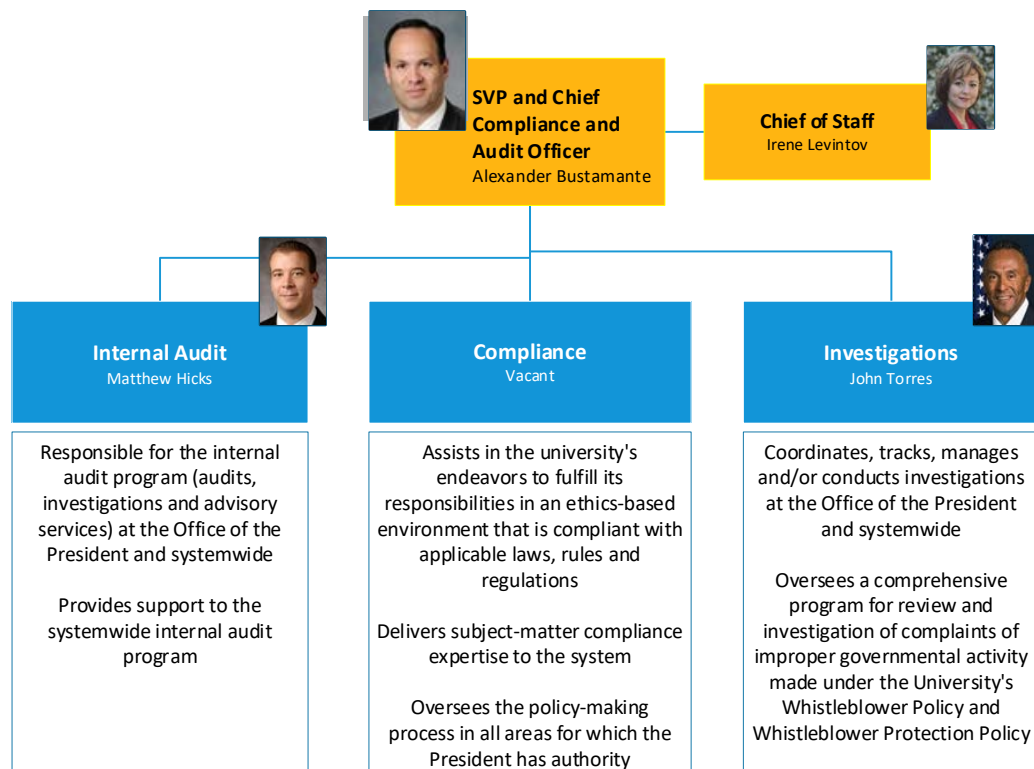 SVP and Chief
Compliance and
Audit Officer
Alexander Bustamante
Chief of Staff
Irene Levintov
Internal Audit
Matthew Hicks
Compliance
Vacant
Investigations
John Torres
Responsible for the internal
audit program (audits,
investigations and advisory
services) at the Office of the
President and systemwide
Provides support to the
systemwide internal audit
program
Assists in the university's
endeavors to fulfill its
responsibilities in an ethics-based
environment that is compliant with
applicable laws, rules and
regulations
Delivers subject-matter compliance
expertise to the system
Oversees the policy-making
process in all areas for which the
President has authority
Coordinates, tracks, manages
and/or conducts investigations
at the Office of the President
and systemwide
Oversees a comprehensive
program for review and
investigation of complaints of
improper governmental activity
made under the University's
Whistleblower Policy and
Whistleblower Protection Policy